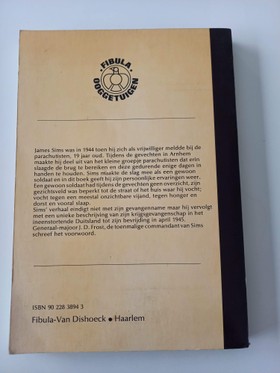 FIBULA
OOGGETUIGEN
James Sims was in 1944 toen hij zich als vrijwilliger meldde bij de
parachutisten, 19 jaar oud. Tijdens de gevechten in Arnhem
maakte hij deel uit van het kleine groepje parachutisten dat erin
slaagde de brug te bereiken en deze gedurende enige dagen in
handen te houden. Sims maakte de slag mee als een gewoon
soldaat en in dit boek geeft hij zijn persoonlijke ervaringen weer.
Een gewoon soldaat had tijdens de gevechten geen overzicht, zijn
gezichtsveld was beperkt tot de straat of het huis waar hij vocht;
vocht tegen een meestal onzichtbare vijand, tegen honger en
dorst en vooral slaap.
Sims' verhaal eindigt niet met zijn gevangenname maar hij vervolgt
met een unieke beschrijving van zijn krijgsgevangenschap in het
ineenstortende Duitsland tot zijn bevrijding in april 1945.
Generaal-majoor J. D. Frost, de toenmalige commandant van Sims
schreef het voorwoord.
ISBN 90 228 3894 3
Fibula-Van Dishoeck • Haarlem